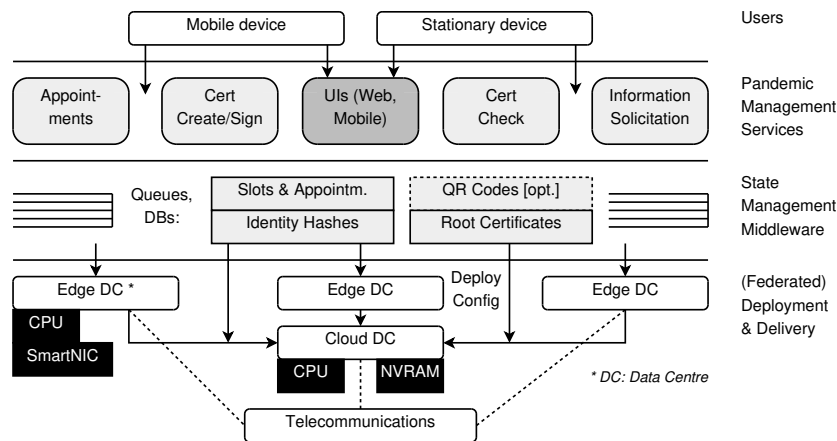 Mobile device
Stationary device
Users
Appoint-
ments
Cert
Create/Sign
UIs (Web,
Mobile)
Cert
Check
Information
Solicitation
Pandemic
Management
Services
Queues,
DBs:
Slots & Appointm.
Identity Hashes
QR Codes [opt.]
Root Certificates
State
Management
Middleware
Edge DC *
CPU
SmartNIC
Edge DC
Deploy
Config
Edge DC
(Federated)
Deployment
& Delivery
Cloud DC
CPU
NVRAM
* DC: Data Centre
Telecommunications